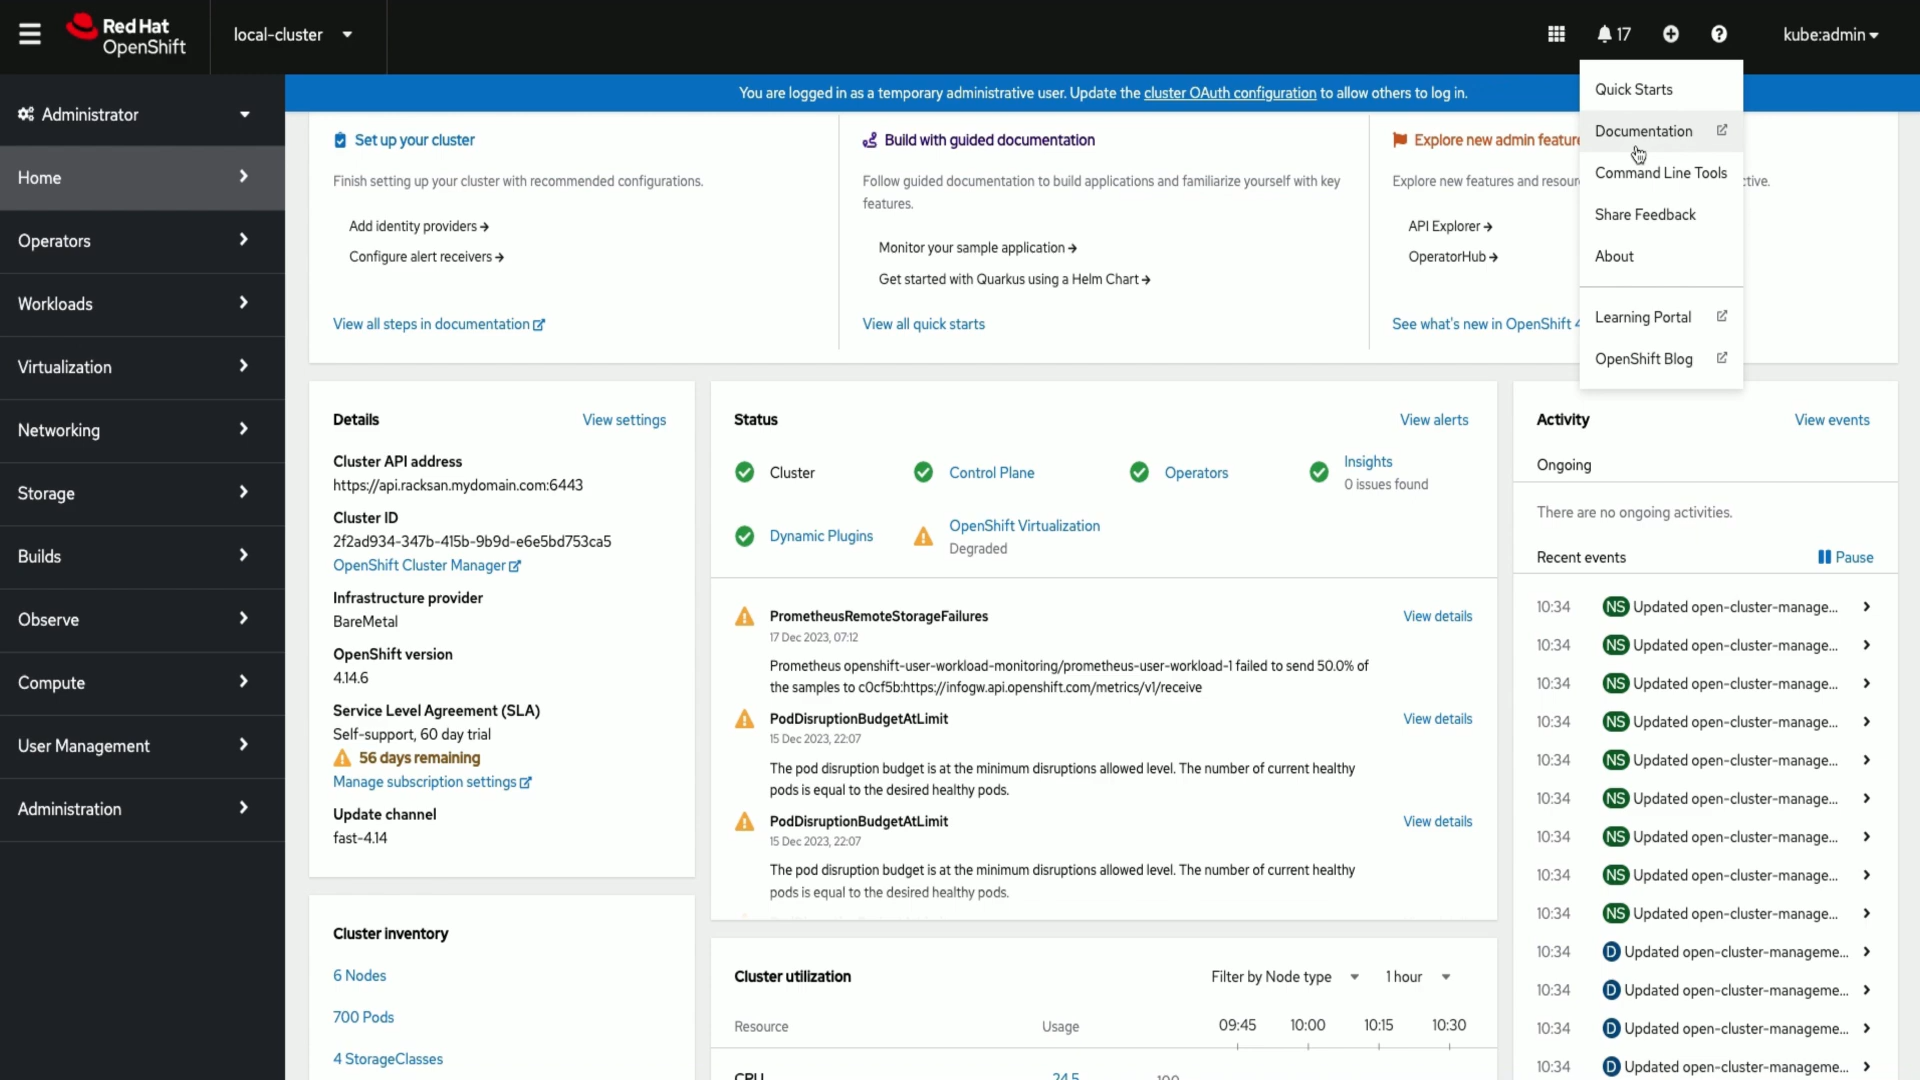 Red Hat
OpenShift
local-cluster
17
kube:admin
You are logged in as a temporary administrative user. Update the cluster OAuth configuration to allow others to log in.
Quick Starts
Documentation
Command Line Tools
Share Feedback
About
Learning Portal
OpenShift Blog
Administrator
Home
Operators
Workloads
Virtualization
Networking
Storage
Builds
Observe
Compute
User Management
Administration
Set up your cluster
Finish setting up your cluster with recommended configurations.
Add identity providers
Configure alert receivers
View all steps in documentation
Build with guided documentation
Follow guided documentation to build applications and familiarize yourself with key
features.
Monitor your sample application
Get started with Quarkus using a Helm Chart
View all quick starts
Explore new admin
Explore new features and
API Explorer
OperatorHub
See what's new in OpenShift
Details
View settings
Cluster API address
https://api.racksan.mydomain.com:6443
Cluster ID
2f2ad934-347b-415b-9b9d-e6e5bd753ca5
OpenShift Cluster Manager
Infrastructure provider
BareMetal
OpenShift version
4.14.6
Service Level Agreement (SLA)
Self-support, 60 day trial
56 days remaining
Manage subscription settings
Update channel
fast-4.14
Cluster inventory
6 Nodes
700 Pods
4 StorageClasses
Status
View alerts
Cluster
Control Plane
Operators
Insights
0 issues found
Dynamic Plugins
OpenShift Virtualization
Degraded
PrometheusRemoteStorageFailures
View details
17 Dec 2023, 07:12
Prometheus openshift-user-workload-monitoring/prometheus-user-workload-1 failed to send 50.0% of
the samples to c0cf5b:https://infogw.api.openshift.com/metrics/v1/receive
PodDisruptionBudgetAtLimit
View details
15 Dec 2023, 22:07
The pod disruption budget is at the minimum disruptions allowed level. The number of current healthy
pods is equal to the desired healthy pods.
PodDisruptionBudgetAtLimit
View details
15 Dec 2023, 22:07
The pod disruption budget is at the minimum disruptions allowed level. The number of current healthy
pods is equal to the desired healthy pods.
Cluster utilization
Filter by Node type
1 hour
Resource
Usage
09:45
10:00
10:15
10:30
CPU
24.5
100
Activity
View events
Ongoing
There are no ongoing activities.
Recent events
Pause
10:34 NS Updated open-cluster-manage...
10:34 NS Updated open-cluster-manage...
10:34 NS Updated open-cluster-manage...
10:34 NS Updated open-cluster-manage...
10:34 NS Updated open-cluster-manage...
10:34 NS Updated open-cluster-manage...
10:34 NS Updated open-cluster-manage...
10:34 NS Updated open-cluster-manage...
10:34 NS Updated open-cluster-manage...
10:34 D Updated open-cluster-manageme...
10:34 D Updated open-cluster-manageme...
10:34 D Updated open-cluster-manageme...
10:34 D Updated open-cluster-manageme...